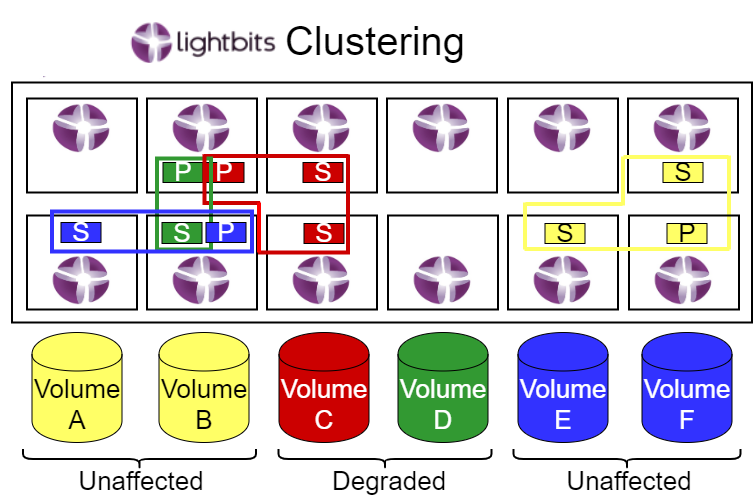 lightbits Clustering
P P S S
S S P S S P
Volume A Volume B Volume C Volume D Volume E Volume F
Unaffected Degraded Unaffected